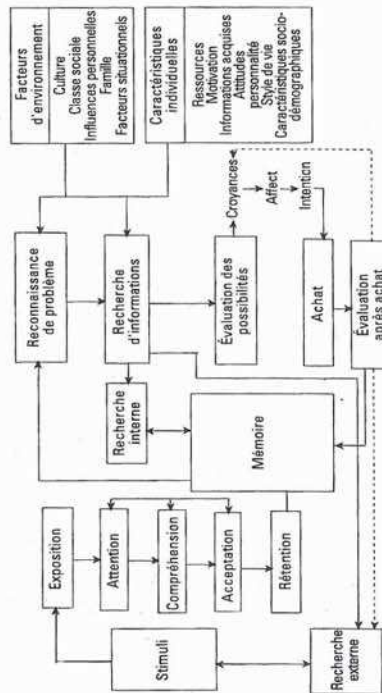 Stimuli
Recherche
externe
Exposition
Attention
Compréhension
Acceptation
Rétention
Recherche
interne
Mémoire
Reconnaissance
de problème
Recherche
d'informations
Évaluation des
possibilités
Croyances
Affect
Intention
Achat
Évaluation
après achat
Facteurs
d'environnement
Culture
Classe sociale
Influences personnelles
Famille
Facteurs situationnels
Caractéristiques
individuelles
Ressources
Motivation
Informations acquises
Attitudes
personnalité
Style de vie
Caractéristiques socio-
démographiques